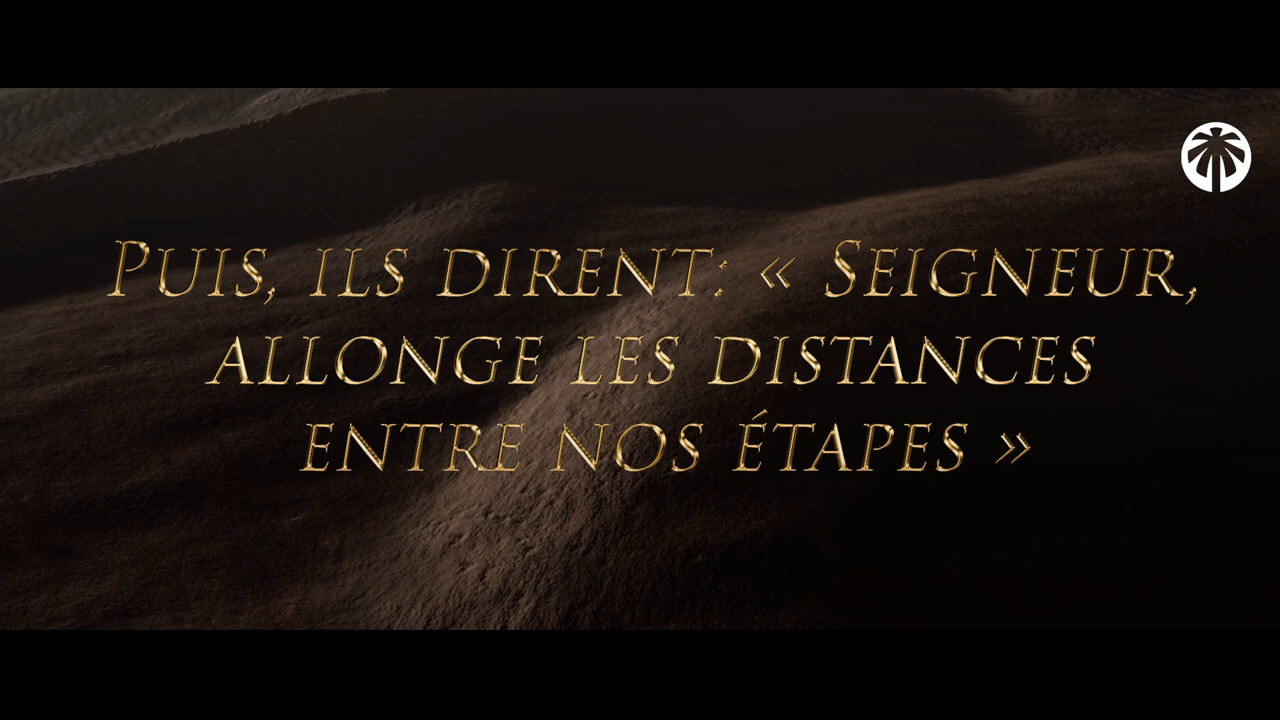 Puis, ils dirent: « Seigneur,
allonge les distances
entre nos étapes »